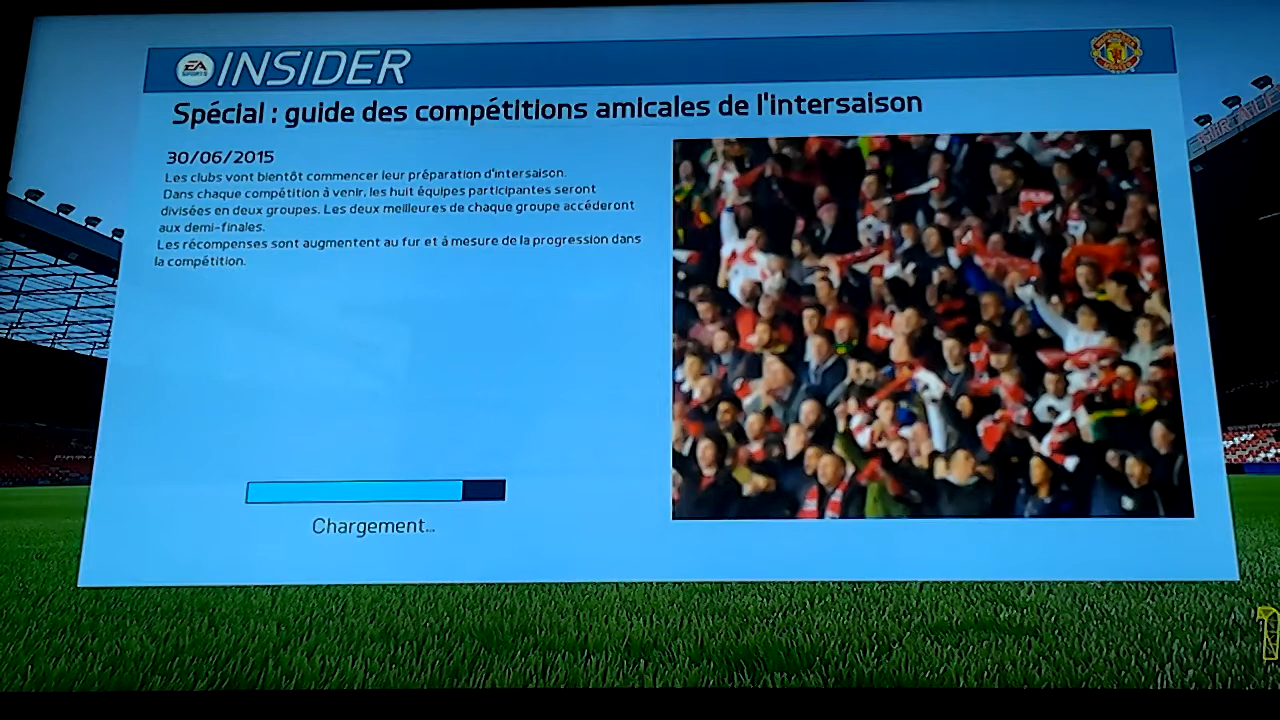 EA SPORTS INSIDER
Spécial : guide des compétitions amicales de l'intersaison
30/06/2015
Les clubs vont bientôt commencer leur préparation d'intersaison.
Dans chaque compétition à venir, les huit équipes participantes seront
divisées en deux groupes. Les deux meilleures de chaque groupe accéderont
aux demi-finales.
Les récompenses sont augmentent au fur et à mesure de la progression dans
la compétition.
Chargement...